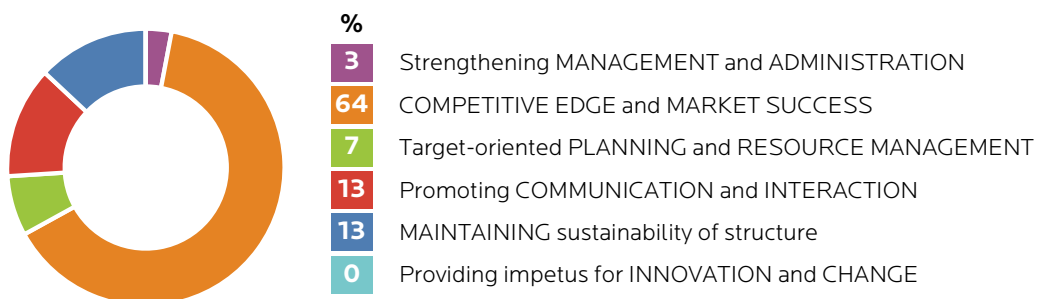 %
3 Strengthening MANAGEMENT and ADMINISTRATION
64 COMPETITIVE EDGE and MARKET SUCCESS
7 Target-oriented PLANNING and RESOURCE MANAGEMENT
13 Promoting COMMUNICATION and INTERACTION
13 MAINTAINING sustainability of structure
0 Providing impetus for INNOVATION and CHANGE